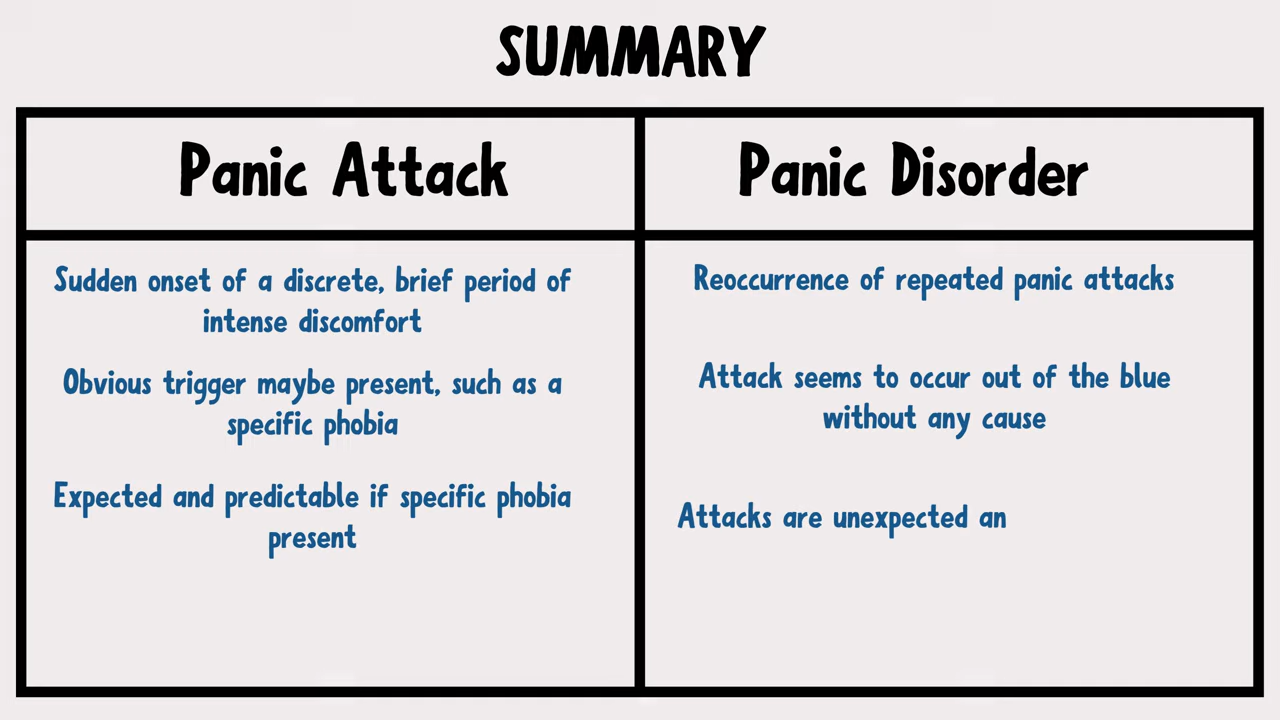 SUMMARY
Panic Attack
Panic Disorder
Sudden onset of a discrete, brief period of
intense discomfort
Obvious trigger maybe present, such as a
specific phobia
Expected and predictable if specific phobia
present
Reoccurrence of repeated panic attacks
Attack seems to occur out of the blue
without any cause
Attacks are unexpected an